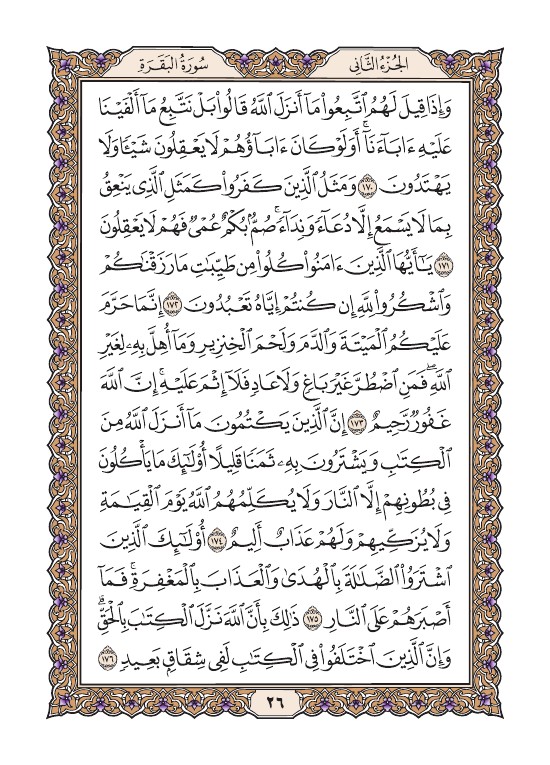 الجُزْءُ الثَّانِي
سُورَةُ البَقَرَةِ
وَإِذَا قِيلَ لَهُمُ ٱتَّبِعُوا۟ مَآ أَنزَلَ ٱللَّهُ قَالُوا۟ بَلْ نَتَّبِعُ مَآ أَلْفَيْنَا
عَلَيْهِ ءَابَآءَنَآ ۗ أَوَلَوْ كَانَ ءَابَآؤُهُمْ لَا يَعْقِلُونَ شَيْـًٔا وَلَا
يَهْتَدُونَ ١٧٠ وَمَثَلُ ٱلَّذِينَ كَفَرُوا۟ كَمَثَلِ ٱلَّذِى يَنْعِقُ
بِمَا لَا يَسْمَعُ إِلَّا دُعَآءً وَنِدَآءً ۚ صُمٌّۢ بُكْمٌ عُمْىٌ فَهُمْ لَا يَعْقِلُونَ
١٧١ يَـٰٓأَيُّهَا ٱلَّذِينَ ءَامَنُوا۟ كُلُوا۟ مِن طَيِّبَـٰتِ مَا رَزَقْنَـٰكُمْ
وَٱشْكُرُوا۟ لِلَّهِ إِن كُنتُمْ إِيَّاهُ تَعْبُدُونَ ١٧٢ إِنَّمَا حَرَّمَ
عَلَيْكُمُ ٱلْمَيْتَةَ وَٱلدَّمَ وَلَحْمَ ٱلْخِنزِيرِ وَمَآ أُهِلَّ بِهِۦ لِغَيْرِ
ٱللَّهِ ۖ فَمَنِ ٱضْطُرَّ غَيْرَ بَاغٍ وَلَا عَادٍ فَلَآ إِثْمَ عَلَيْهِ ۚ إِنَّ ٱللَّهَ
غَفُورٌ رَّحِيمٌ ١٧٣ إِنَّ ٱلَّذِينَ يَكْتُمُونَ مَآ أَنزَلَ ٱللَّهُ مِنَ
ٱلْكِتَـٰبِ وَيَشْتَرُونَ بِهِۦ ثَمَنًا قَلِيلًا أُو۟لَـٰٓئِكَ مَا يَأْكُلُونَ
فِى بُطُونِهِمْ إِلَّا ٱلنَّارَ وَلَا يُكَلِّمُهُمُ ٱللَّهُ يَوْمَ ٱلْقِيَـٰمَةِ
وَلَا يُزَكِّيهِمْ وَلَهُمْ عَذَابٌ أَلِيمٌ ١٧٤ أُو۟لَـٰٓئِكَ ٱلَّذِينَ
ٱشْتَرَوُا۟ ٱلضَّلَـٰلَةَ بِٱلْهُدَىٰ وَٱلْعَذَابَ بِٱلْمَغْفِرَةِ ۚ فَمَآ
أَصْبَرَهُمْ عَلَى ٱلنَّارِ ١٧٥ ذَٰلِكَ بِأَنَّ ٱللَّهَ نَزَّلَ ٱلْكِتَـٰبَ بِٱلْحَقِّ ۗ
وَإِنَّ ٱلَّذِينَ ٱخْتَلَفُوا۟ فِى ٱلْكِتَـٰبِ لَفِى شِقَاقٍۭ بَعِيدٍ ١٧٦
٢٦